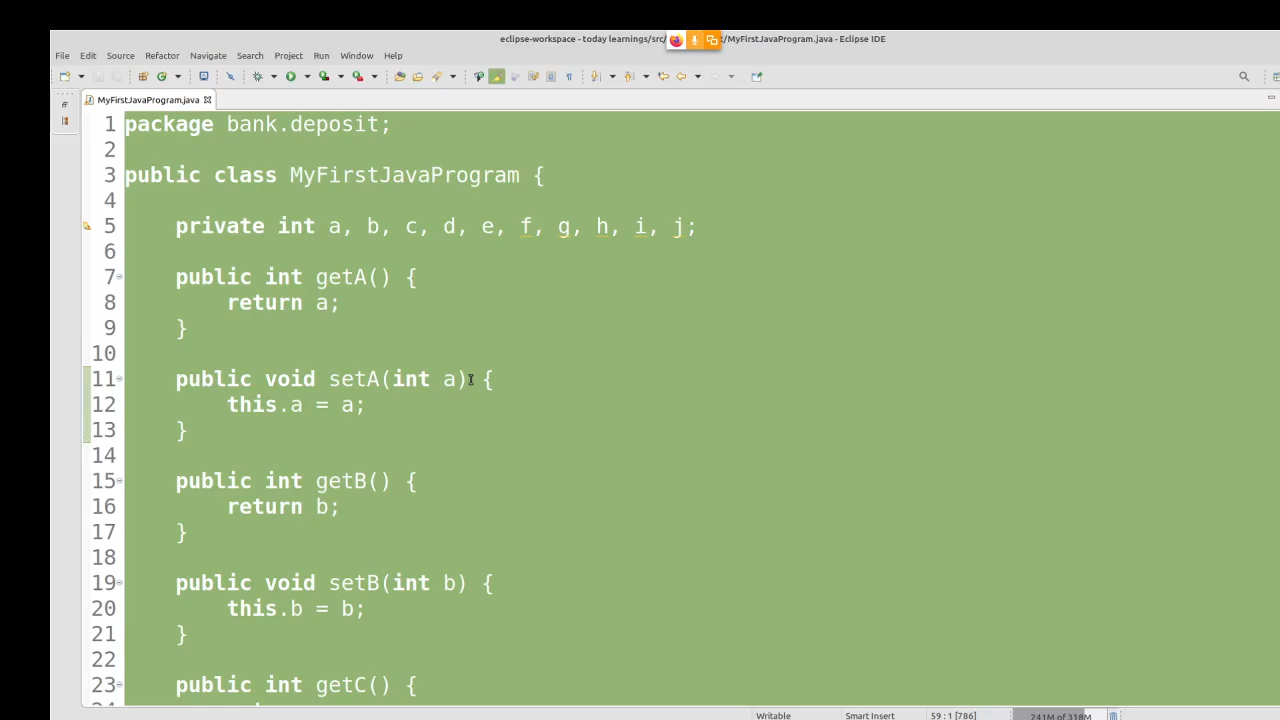 eclipse-workspace - today learnings/src/ t/MyFirstJavaProgram.java - Eclipse IDE
File Edit Source Refactor Navigate Search Project Run Window Help
MyFirstJavaProgram.java
1 package bank.deposit;
2
3 public class MyFirstJavaProgram {
4
5 private int a, b, c, d, e, f, g, h, i, j;
6
7 public int getA() {
8 return a;
9 }
10
11 public void setA(int a) {
12 this.a = a;
13 }
14
15 public int getB() {
16 return b;
17 }
18
19 public void setB(int b) {
20 this.b = b;
21 }
22
23 public int getC() {
Writable Smart Insert 59 : 1 [786] 241M of 318M